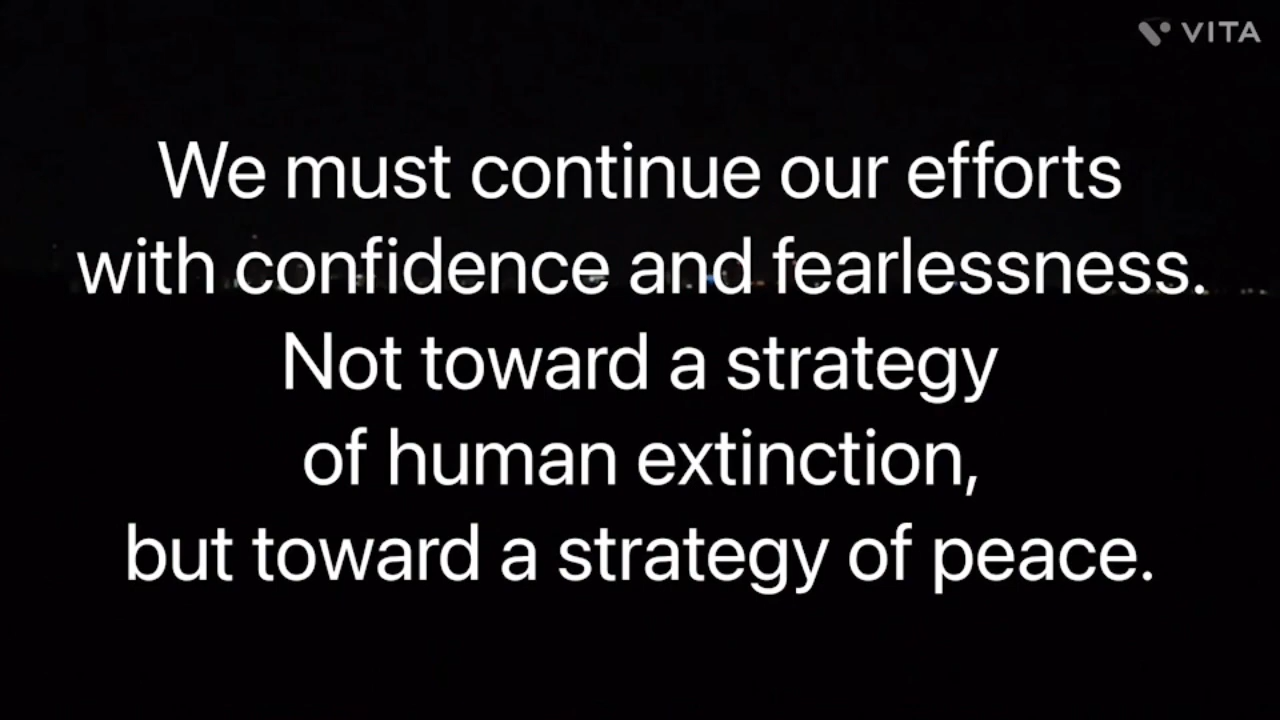 VITA
We must continue our efforts
with confidence and fearlessness.
Not toward a strategy
of human extinction,
but toward a strategy of peace.